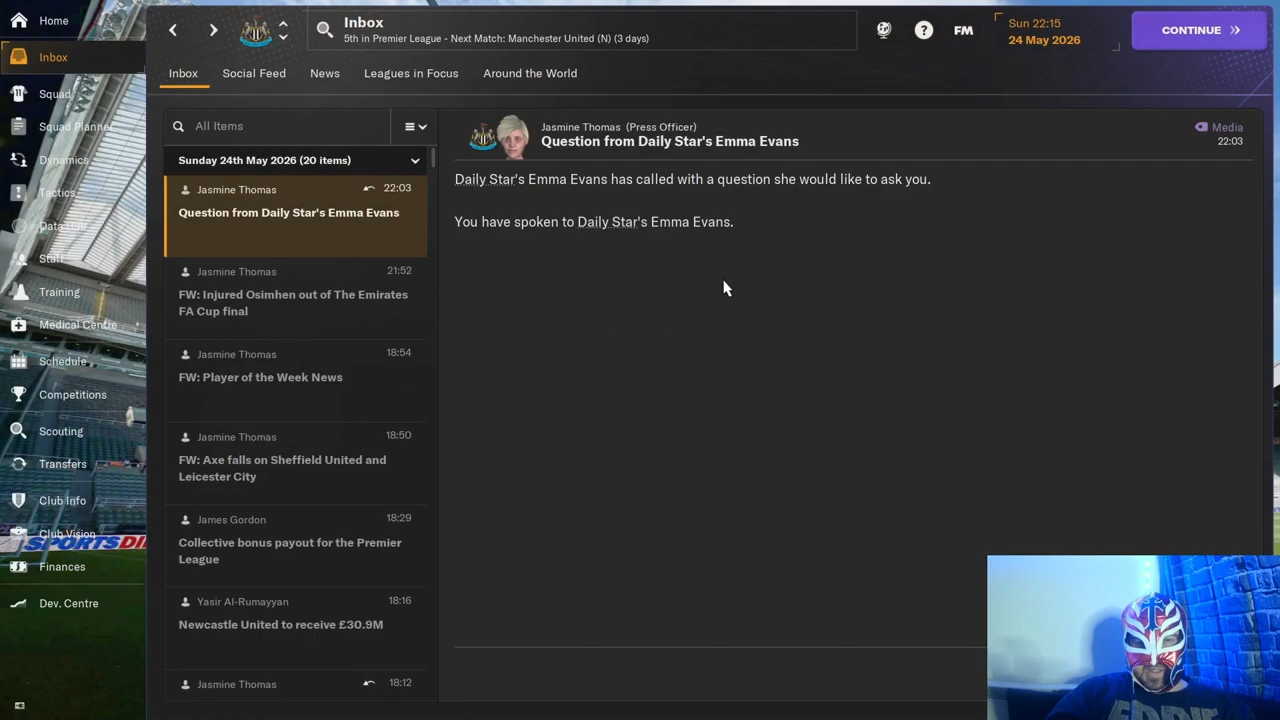 Home
Inbox
Squad
Squad Planner
Dynamics
Tactics
Data Hub
Staff
Training
Medical Centre
Schedule
Competitions
Scouting
Transfers
Club Info
Club Vision
SPORTS DI
Finances
Dev. Centre
Inbox
5th in Premier League - Next Match: Manchester United (N) (3 days)
?
FM
Sun 22:15
24 May 2026
CONTINUE
Inbox
Social Feed
News
Leagues in Focus
Around the World
All Items
Sunday 24th May 2026 (20 items)
Jasmine Thomas
22:03
Question from Daily Star's Emma Evans
Jasmine Thomas
21:52
FW: Injured Osimhen out of The Emirates
FA Cup final
Jasmine Thomas
18:54
FW: Player of the Week News
Jasmine Thomas
18:50
FW: Axe falls on Sheffield United and
Leicester City
James Gordon
18:29
Collective bonus payout for the Premier
League
Yasir Al-Rumayyan
18:16
Newcastle United to receive £30.9M
Jasmine Thomas
18:12
Jasmine Thomas (Press Officer)
Question from Daily Star's Emma Evans
Media
22:03
Daily Star's Emma Evans has called with a question she would like to ask you.
You have spoken to Daily Star's Emma Evans.
EDDIE